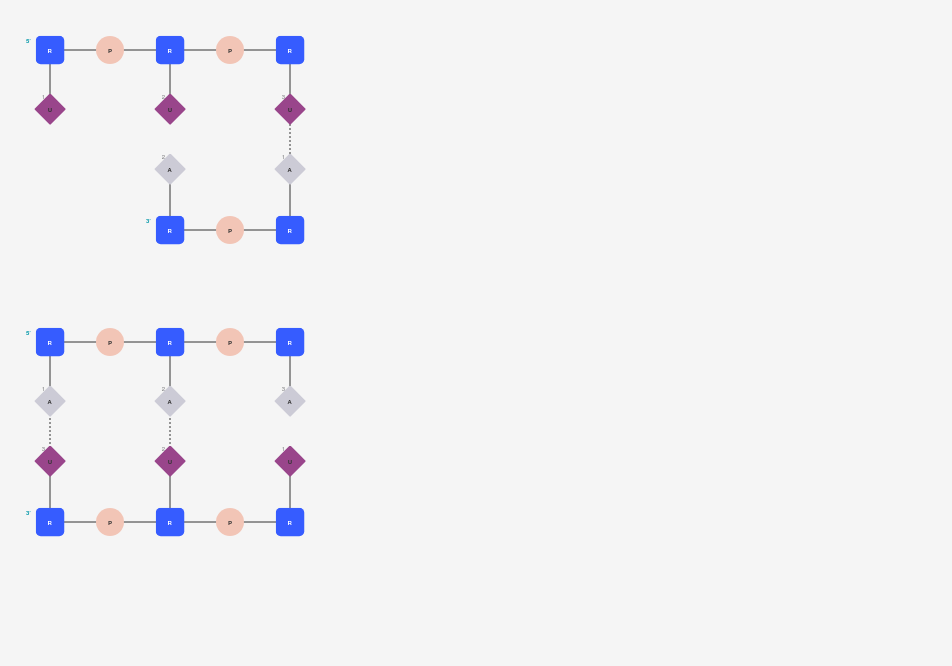 5' R P R P R
1 U 2 U 3 U
2 A 1 A
3' R P R
5' R P R P R
1 A 2 A 3 A
3 U 2 U 1 U
3' R P R P R